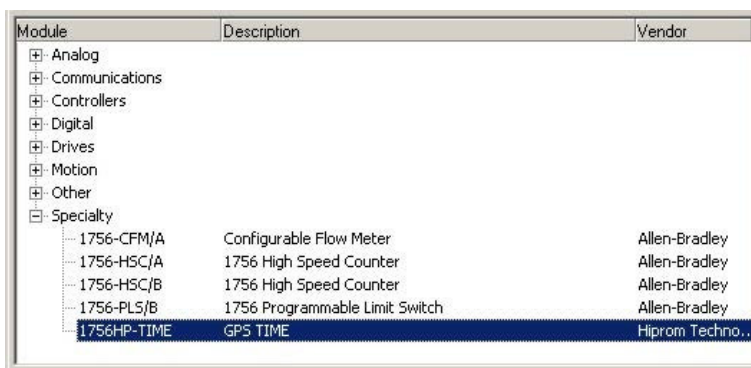 Module Description Vendor
Analog
Communications
Controllers
Digital
Drives
Motion
Other
Specialty
1756-CFM/A Configurable Flow Meter Allen-Bradley
1756-HSC/A 1756 High Speed Counter Allen-Bradley
1756-HSC/B 1756 High Speed Counter Allen-Bradley
1756-PLS/B 1756 Programmable Limit Switch Allen-Bradley
1756HP-TIME GPS TIME Hiprom Techno...